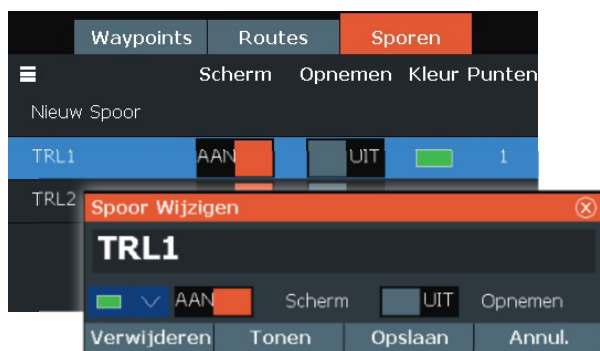 Waypoints Routes Sporen
Scherm Opnemen Kleur Punten
Nieuw Spoor
TRL1 AAN UIT 1
TRL2
Spoor Wijzigen
TRL1
AAN Scherm UIT Opnemen
Verwijderen Tonen Opslaan Annul.